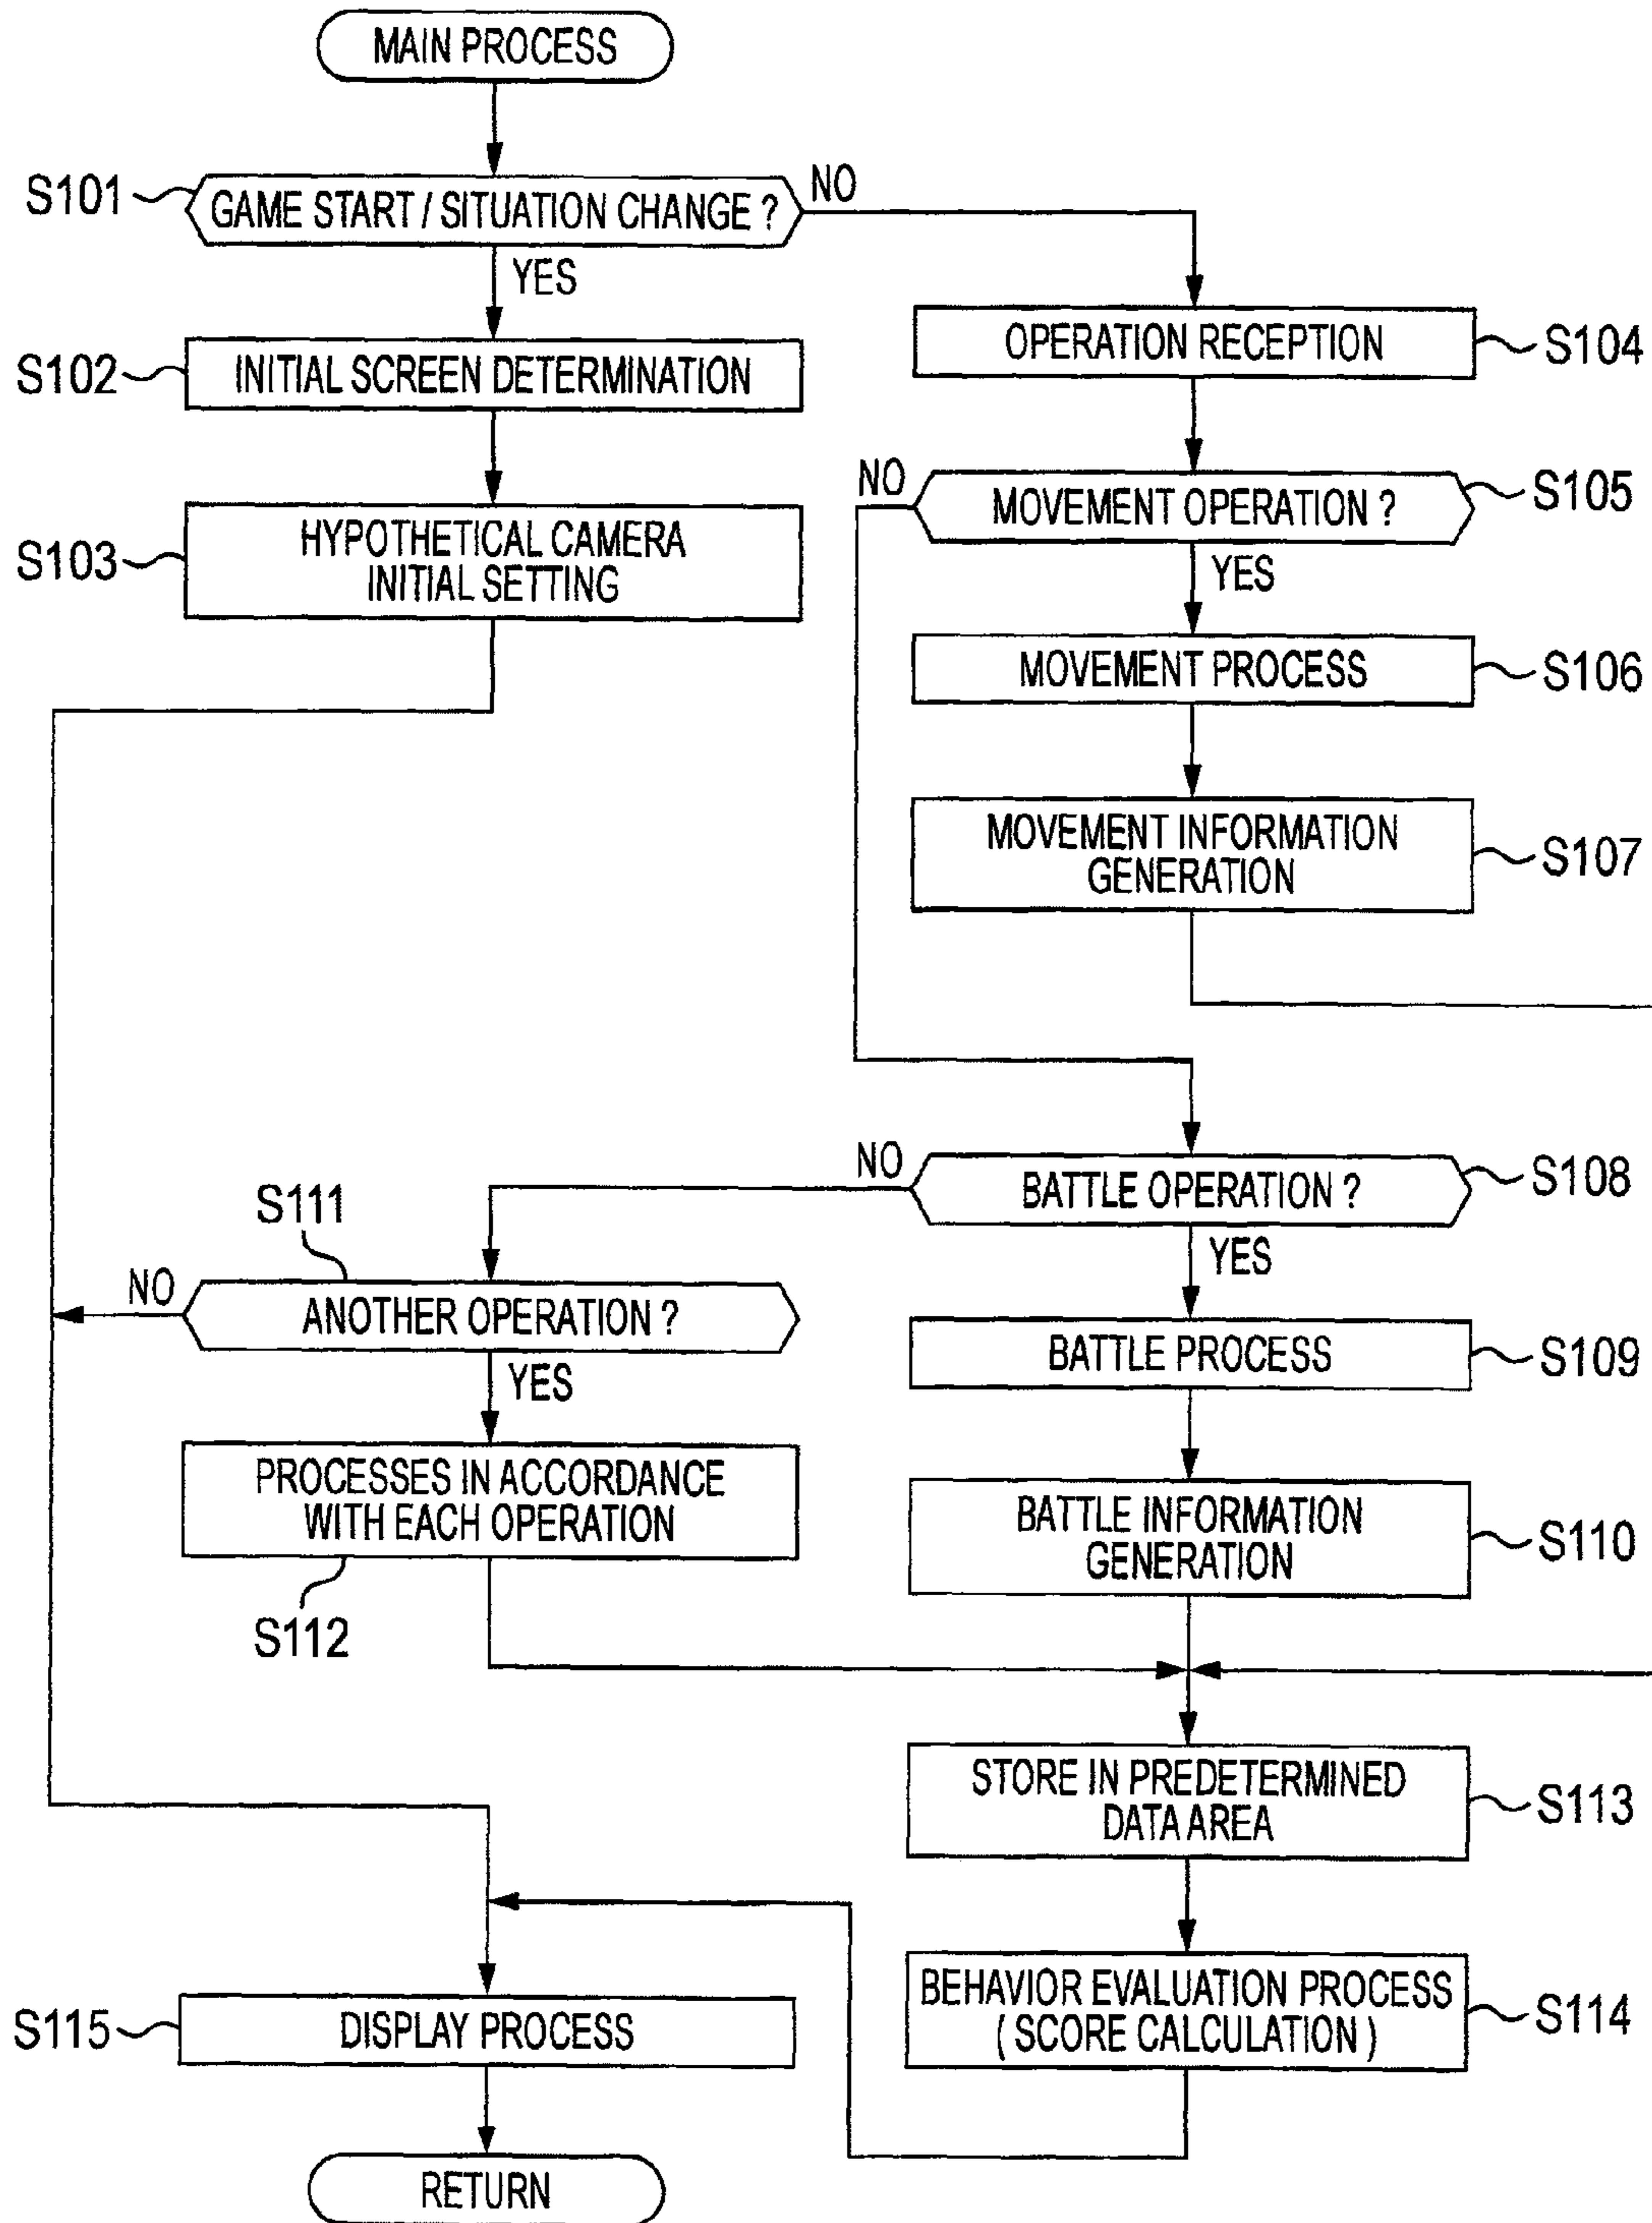 MAIN PROCESS
S101
GAME START / SITUATION CHANGE ?
NO
YES
S102
INITIAL SCREEN DETERMINATION
OPERATION RECEPTION
S104
S103
HYPOTHETICAL CAMERA
INITIAL SETTING
NO
MOVEMENT OPERATION ?
S105
YES
MOVEMENT PROCESS
S106
MOVEMENT INFORMATION
GENERATION
S107
NO
BATTLE OPERATION ?
S108
YES
S111
NO
ANOTHER OPERATION ?
YES
BATTLE PROCESS
S109
PROCESSES IN ACCORDANCE
WITH EACH OPERATION
S112
BATTLE INFORMATION
GENERATION
S110
STORE IN PREDETERMINED
DATA AREA
S113
BEHAVIOR EVALUATION PROCESS
( SCORE CALCULATION )
S114
S115
DISPLAY PROCESS
RETURN